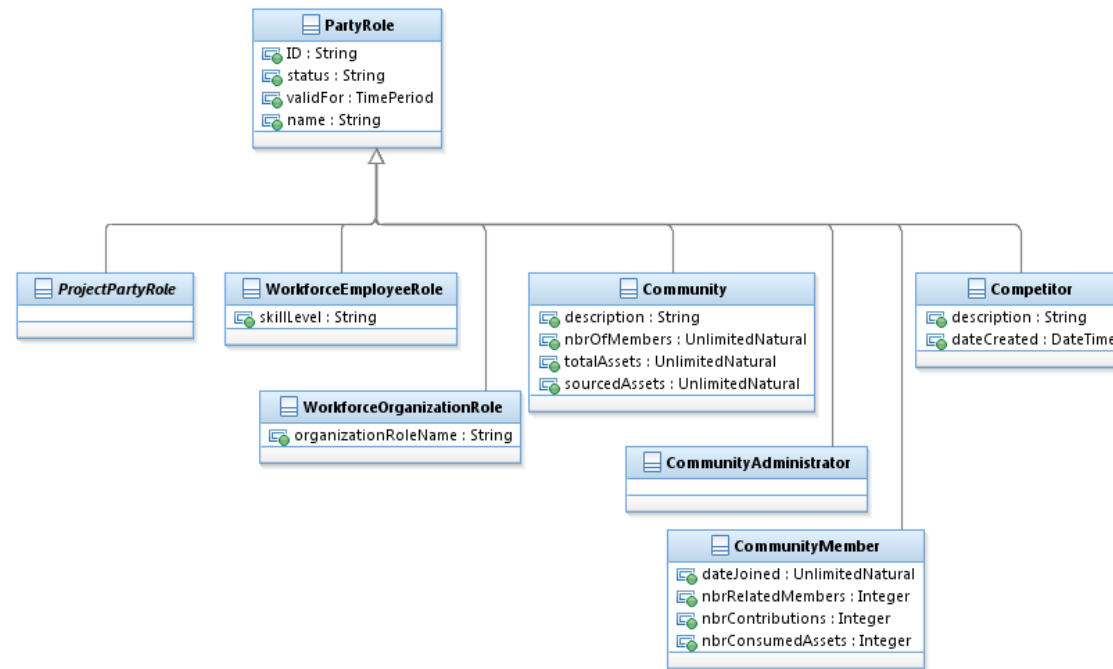 PartyRole
ID : String
status : String
validFor : TimePeriod
name : String
ProjectPartyRole
WorkforceEmployeeRole
skillLevel : String
WorkforceOrganizationRole
organizationRoleName : String
Community
description : String
nbrOfMembers : UnlimitedNatural
totalAssets : UnlimitedNatural
sourcedAssets : UnlimitedNatural
CommunityAdministrator
CommunityMember
dateJoined : UnlimitedNatural
nbrRelatedMembers : Integer
nbrContributions : Integer
nbrConsumedAssets : Integer
Competitor
description : String
dateCreated : DateTime